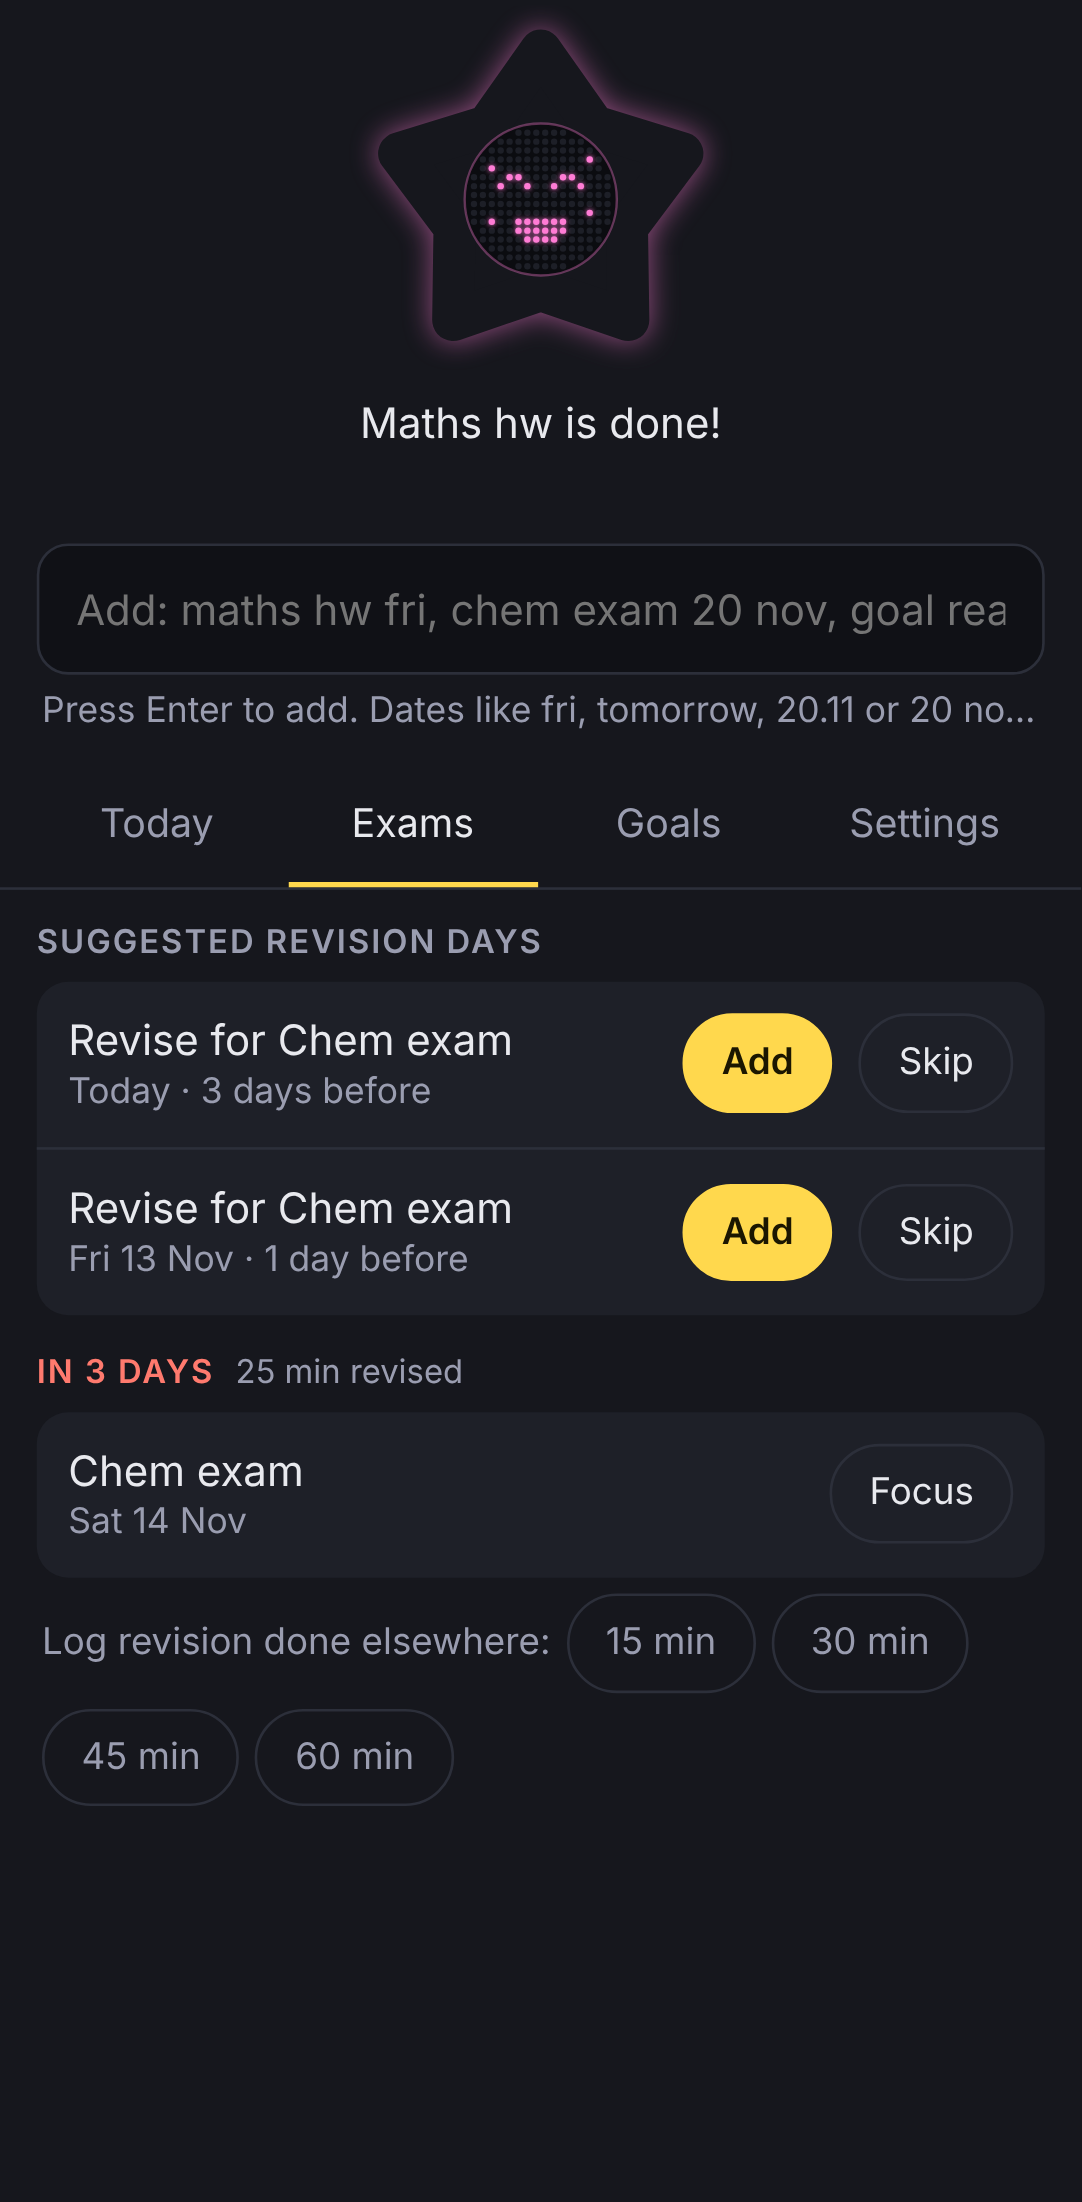 Maths hw is done!
Add: maths hw fri, chem exam 20 nov, goal rea
Press Enter to add. Dates like fri, tomorrow, 20.11 or 20 no...
Today Exams Goals Settings
SUGGESTED REVISION DAYS
Revise for Chem exam
Today · 3 days before
Add Skip
Revise for Chem exam
Fri 13 Nov · 1 day before
Add Skip
IN 3 DAYS 25 min revised
Chem exam
Sat 14 Nov
Focus
Log revision done elsewhere: 15 min 30 min
45 min 60 min